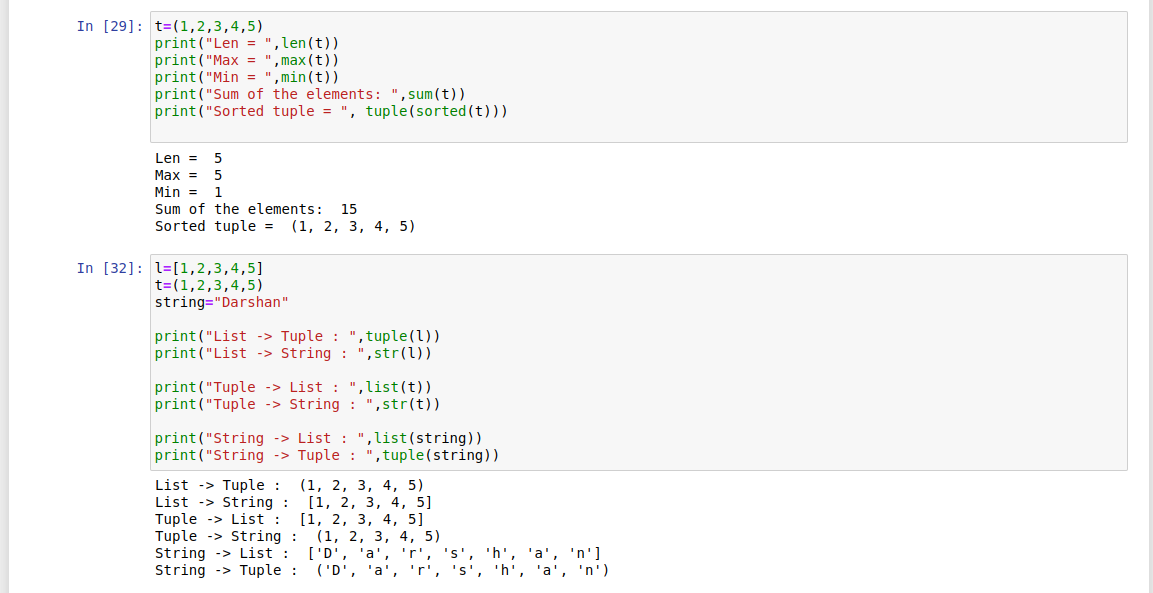 In [29]: t=(1,2,3,4,5)
print("Len = ",len(t))
print("Max = ",max(t))
print("Min = ",min(t))
print("Sum of the elements: ",sum(t))
print("Sorted tuple = ", tuple(sorted(t)))
Len =  5
Max =  5
Min =  1
Sum of the elements:  15
Sorted tuple =  (1, 2, 3, 4, 5)
In [32]: l=[1,2,3,4,5]
t=(1,2,3,4,5)
string="Darshan"
print("List -> Tuple : ",tuple(l))
print("List -> String : ",str(l))
print("Tuple -> List : ",list(t))
print("Tuple -> String : ",str(t))
print("String -> List : ",list(string))
print("String -> Tuple : ",tuple(string))
List -> Tuple :  (1, 2, 3, 4, 5)
List -> String :  [1, 2, 3, 4, 5]
Tuple -> List :  [1, 2, 3, 4, 5]
Tuple -> String :  (1, 2, 3, 4, 5)
String -> List :  ['D', 'a', 'r', 's', 'h', 'a', 'n']
String -> Tuple :  ('D', 'a', 'r', 's', 'h', 'a', 'n')